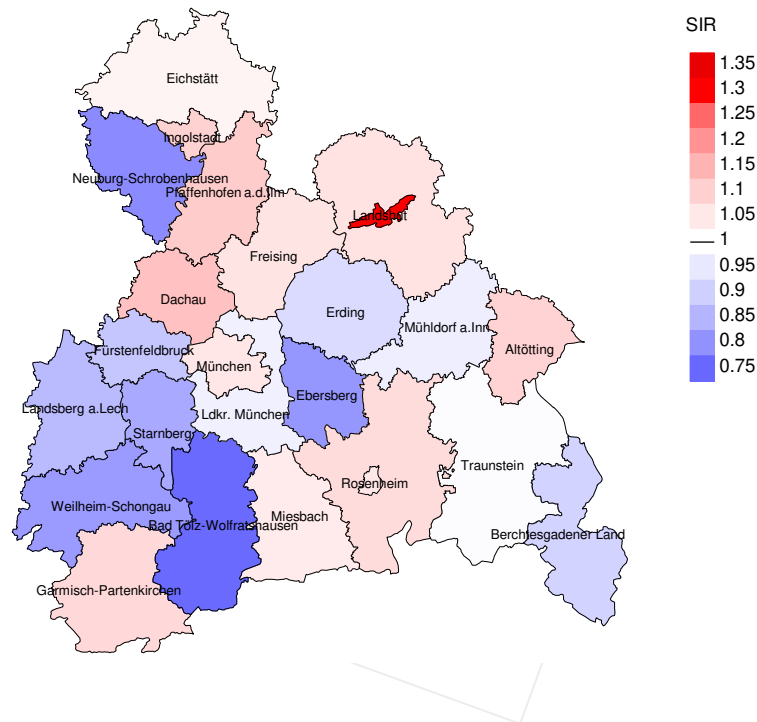 SIR
1.35
1.3
1.25
1.2
1.15
1.1
1.05
1
0.95
0.9
0.85
0.8
0.75
Eichstätt
Ingolstadt
Neuburg-Schrobenhausen
Pfaffenhofen a.d.Ilm
Landshut
Freising
Dachau
Erding
Mühldorf a.Inn
Altötting
Fürstenfeldbruck
München
Ebersberg
Landsberg a.Lech
Ldkr. München
Starnberg
Traunstein
Rosenheim
Weilheim-Schongau
Miesbach
Bad Tölz-Wolfratshausen
Berchtesgadener Land
Garmisch-Partenkirchen